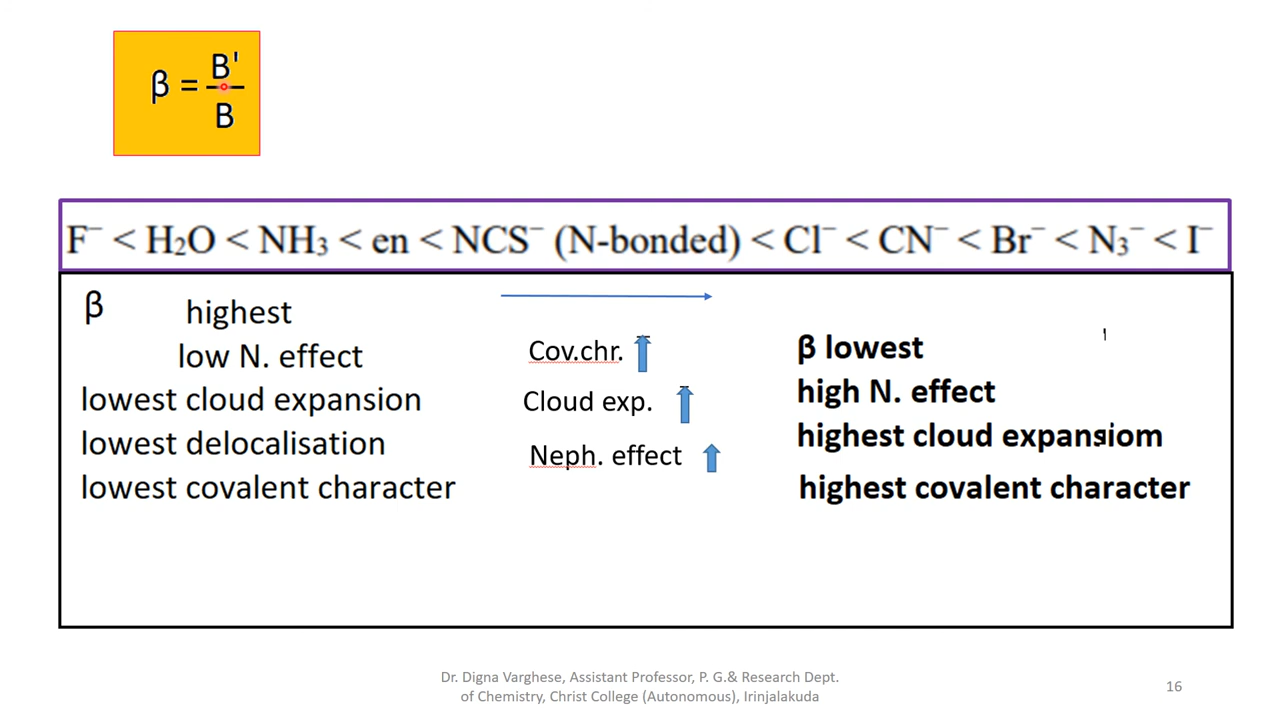 β = B'/B
F⁻ < H₂O < NH₃ < en < NCS⁻ (N-bonded) < Cl⁻ < CN⁻ < Br⁻ < N₃⁻ < I⁻
β highest
low N. effect
lowest cloud expansion
lowest delocalisation
lowest covalent character
Cov.chr.
Cloud exp.
Neph. effect
β lowest
high N. effect
highest cloud expansiom
highest covalent character
Dr. Digna Varghese, Assistant Professor, P. G.& Research Dept.
of Chemistry, Christ College (Autonomous), Irinjalakuda
16